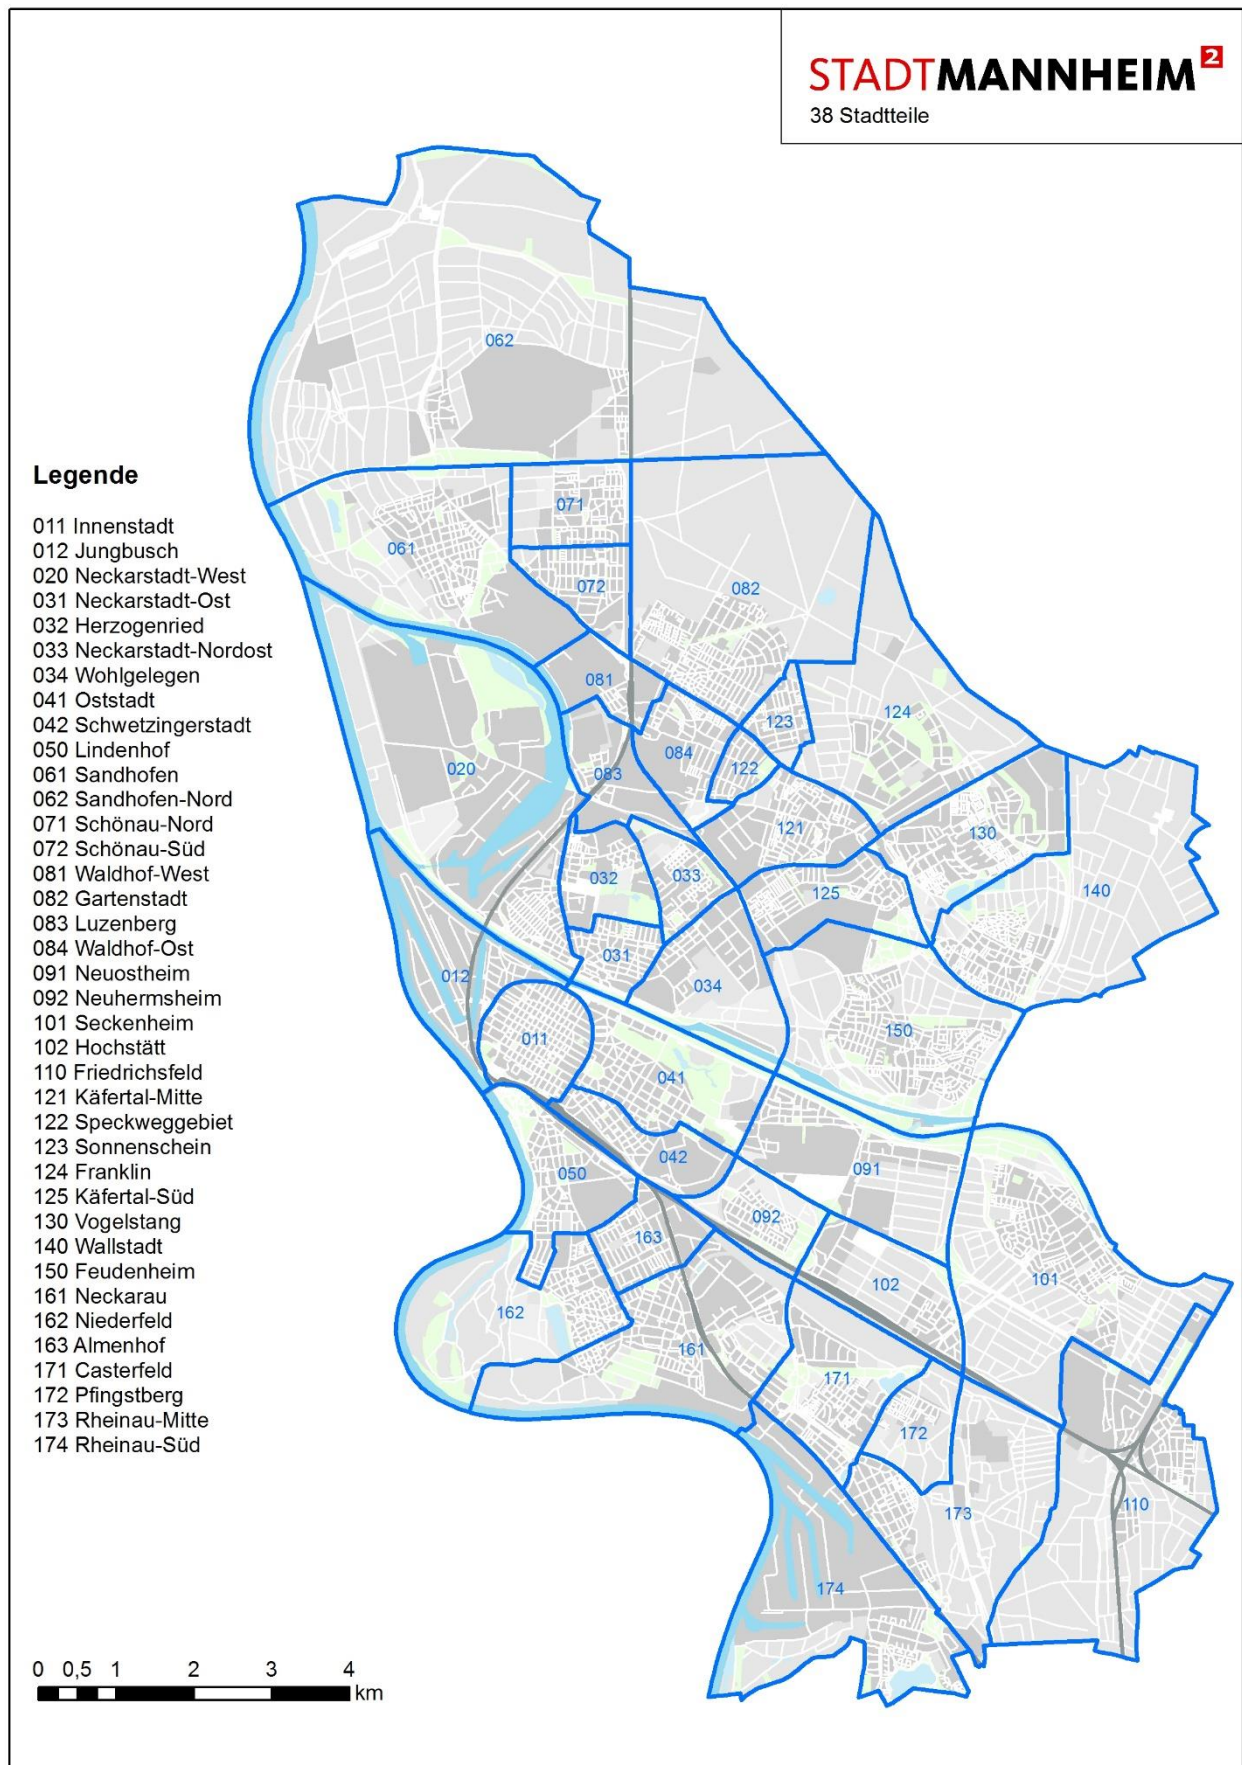 STADTMANNHEIM²
38 Stadtteile
062
071
061
072
082
081
123
124
020
083
084
122
121
130
032
033
125
140
031
012
034
011
150
041
042
050
091
092
163
101
102
162
161
171
172
173
110
174
Legende
011 Innenstadt
012 Jungbusch
020 Neckarstadt-West
031 Neckarstadt-Ost
032 Herzogenried
033 Neckarstadt-Nordost
034 Wohlgelegen
041 Oststadt
042 Schwetzingerstadt
050 Lindenhof
061 Sandhofen
062 Sandhofen-Nord
071 Schönau-Nord
072 Schönau-Süd
081 Waldhof-West
082 Gartenstadt
083 Luzenberg
084 Waldhof-Ost
091 Neuostheim
092 Neuhermsheim
101 Seckenheim
102 Hochstätt
110 Friedrichsfeld
121 Käfertal-Mitte
122 Speckweggebiet
123 Sonnenschein
124 Franklin
125 Käfertal-Süd
130 Vogelstang
140 Wallstadt
150 Feudenheim
161 Neckarau
162 Niederfeld
163 Almenhof
171 Casterfeld
172 Pfingstberg
173 Rheinau-Mitte
174 Rheinau-Süd
0 0,5 1 2 3 4
km